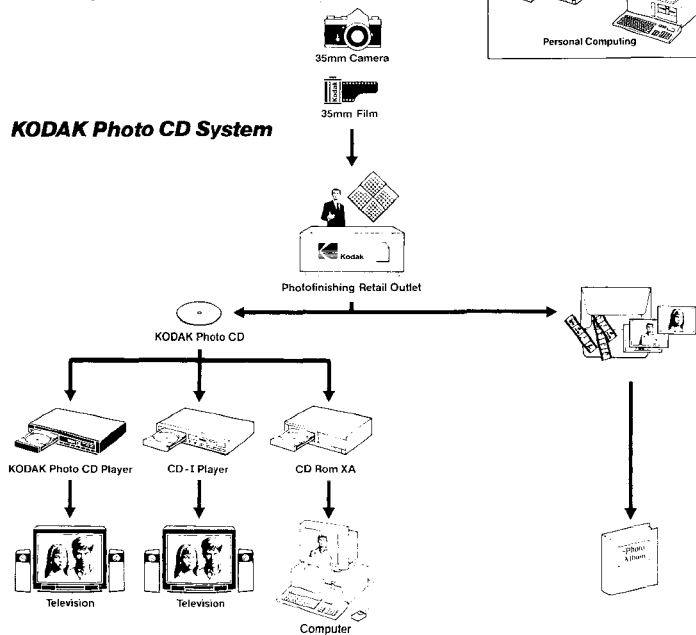 Personal Computing
35mm Camera
Kodak
35mm Film
KODAK Photo CD System
Kodak
Photofinishing Retail Outlet
KODAK Photo CD
KODAK Photo CD Player
CD-I Player
CD Rom XA
Television
Television
Computer
Photo
Album